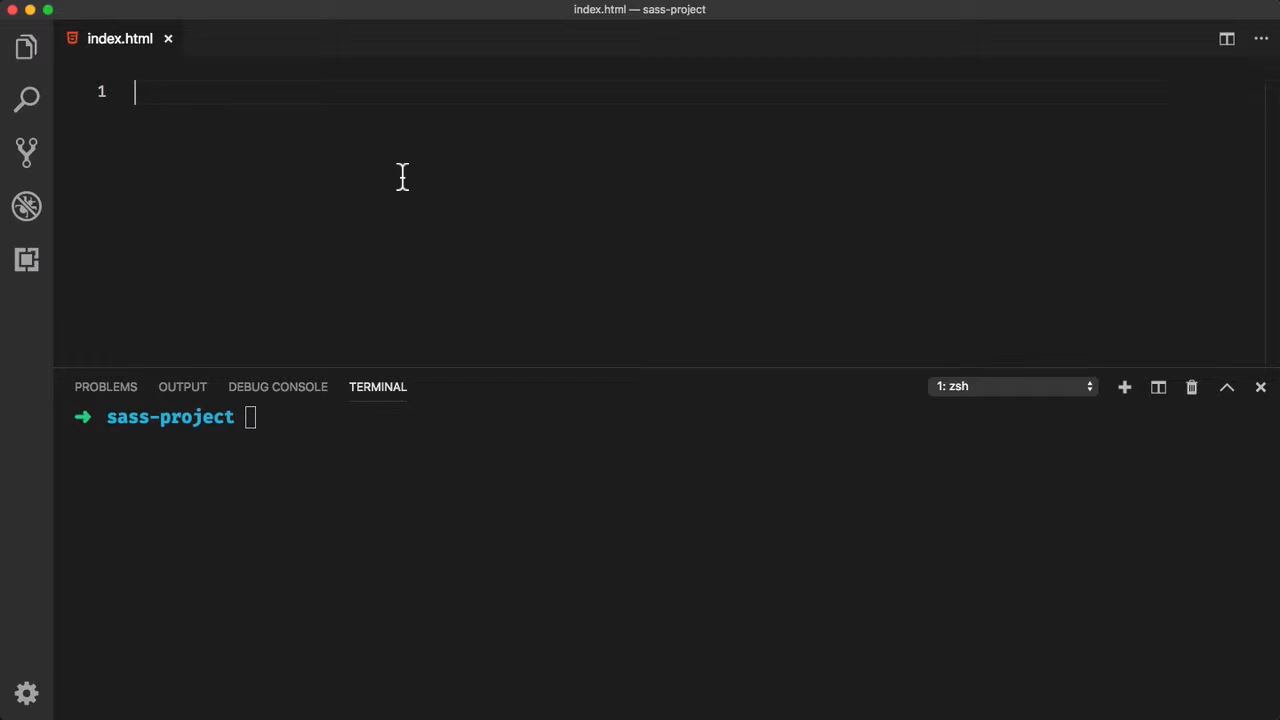 index.html — sass-project
index.html
1
PROBLEMS OUTPUT DEBUG CONSOLE TERMINAL 1: zsh
➜ sass-project